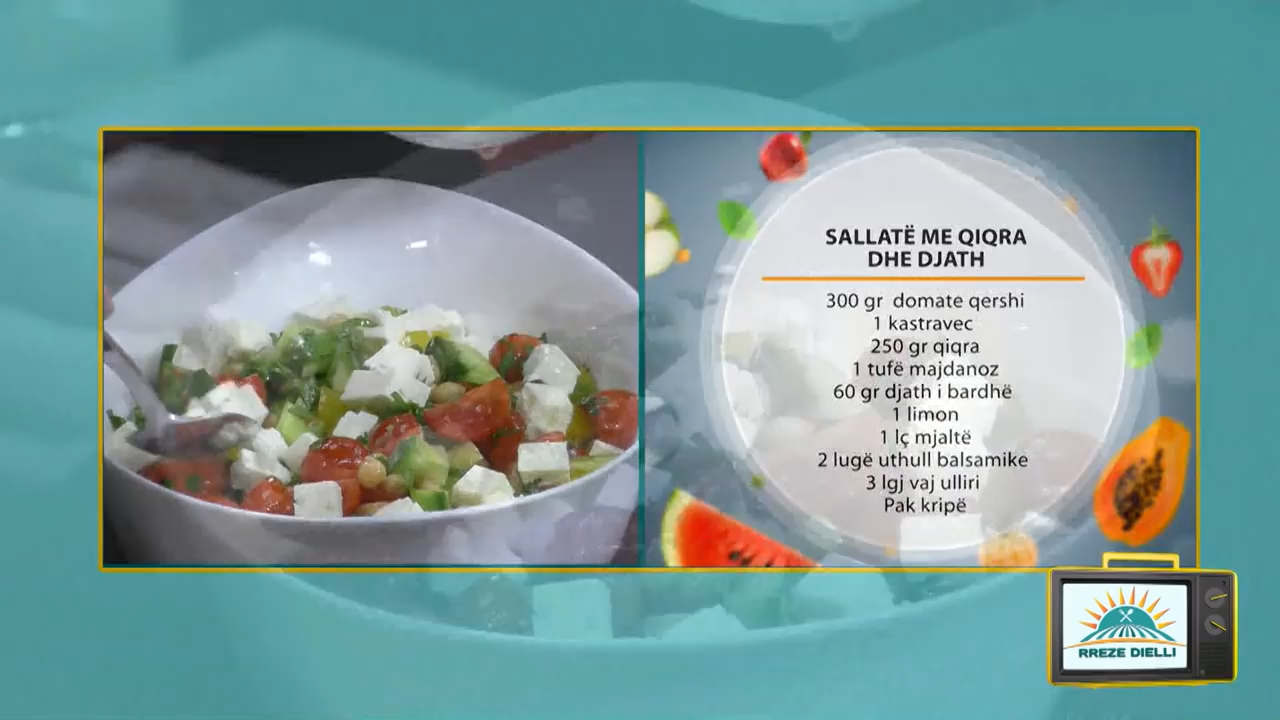 SALLATË ME QIQRA
DHE DJATH
300 gr domate qershi
1 kastravec
250 gr qiqra
1 tufë majdanoz
60 gr djath i bardhë
1 limon
1 lç mjaltë
2 lugë uthull balsamike
3 lgj vaj ulliri
Pak kripë
RREZE DIELLI